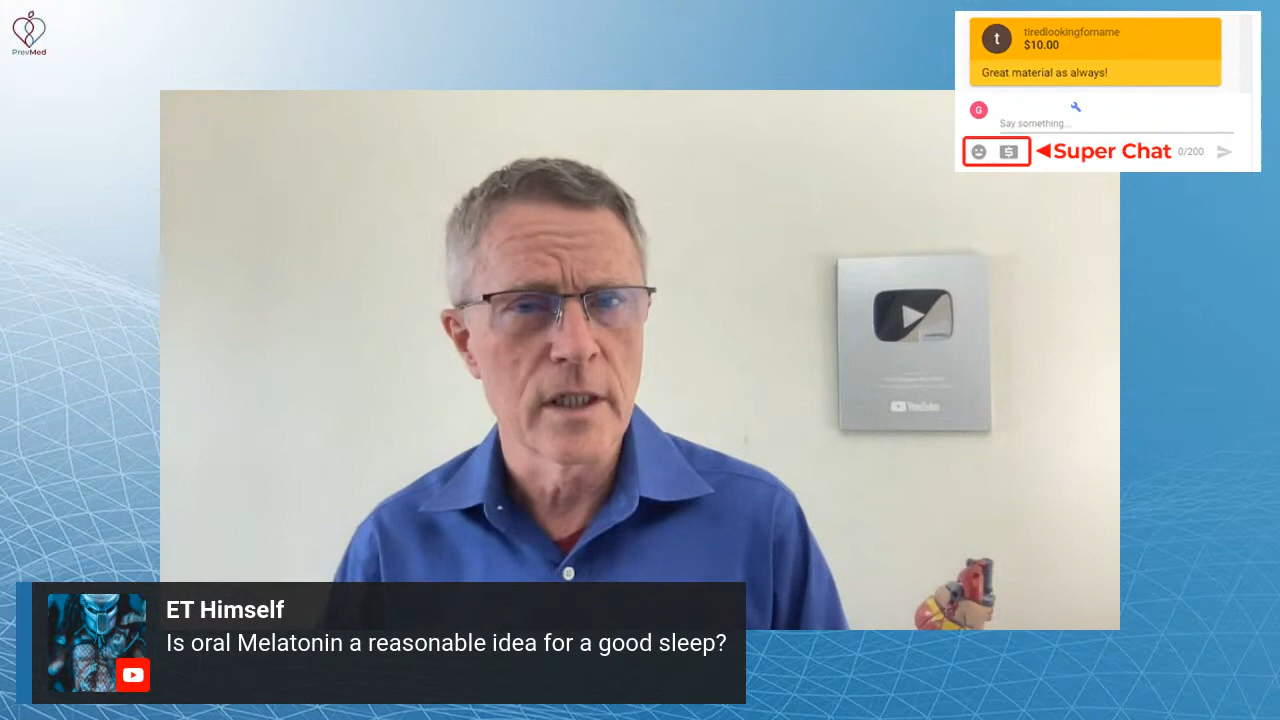 PrevMed
t
tiredlookingforname
$10.00
Great material as always!
G
Say something...
Super Chat
0/200
YouTube
ET Himself
Is oral Melatonin a reasonable idea for a good sleep?